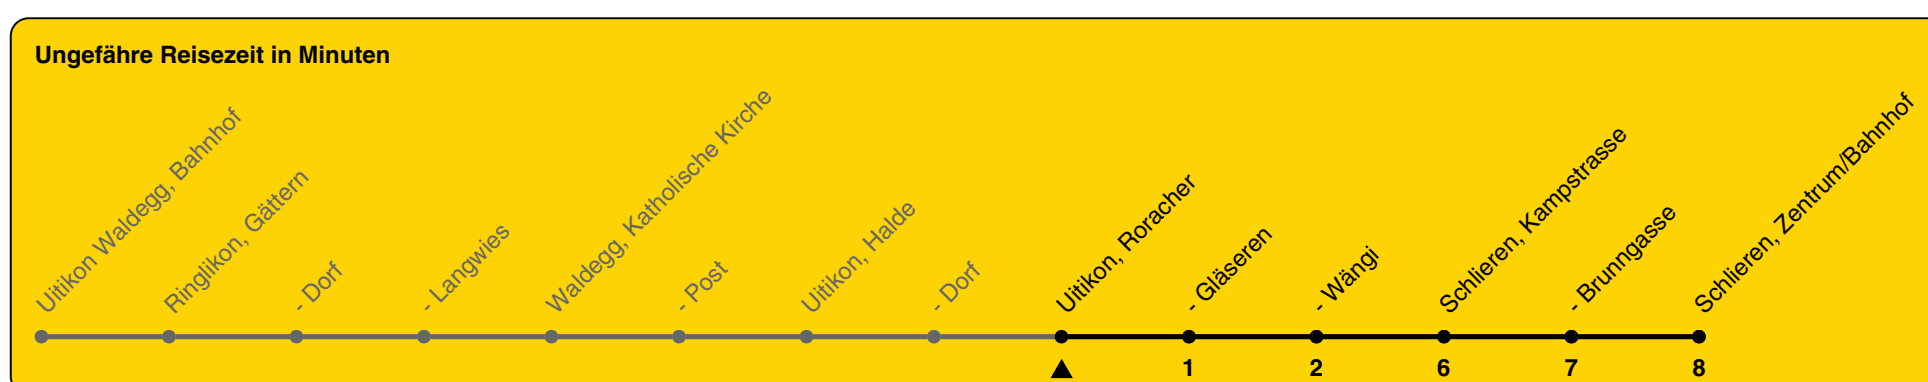 Ungefähre Reisezeit in Minuten
Uitikon Waldegg, Bahnhof
Ringlikon, Gättern
- Dorf
- Langwies
Waldegg, Katholische Kirche
- Post
Uitikon, Halde
- Dorf
Uitikon, Roracher
- Gläseren
- Wängi
Schlieren, Kampstrasse
- Brunngasse
Schlieren, Zentrum/Bahnhof
1 2 6 7 8